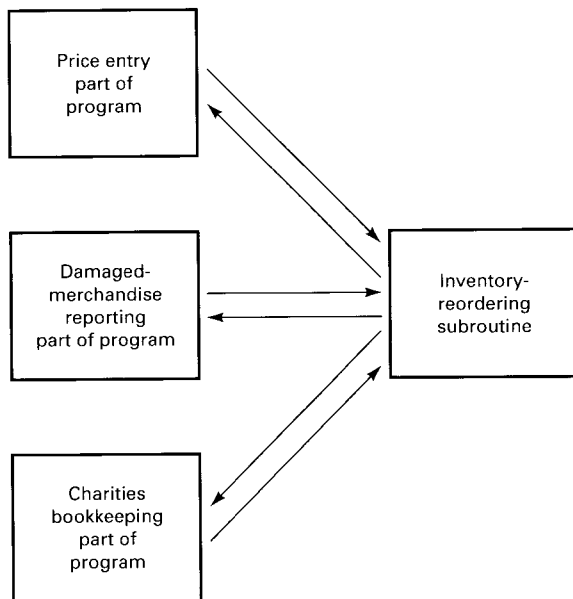 Price entry
part of
program
Damaged-
merchandise
reporting
part of program
Inventory-
reordering
subroutine
Charities
bookkeeping
part of
program